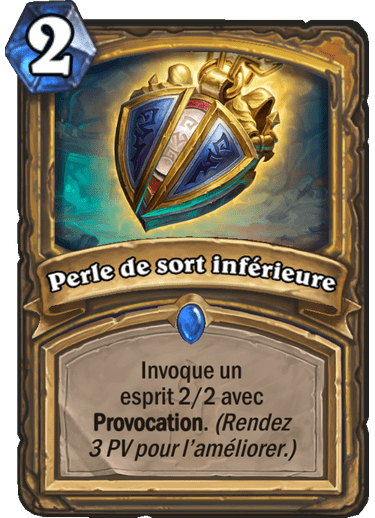 2
Perle de sort inférieure
Invoque un
esprit 2/2 avec
Provocation. (Rendez
3 PV pour l'améliorer.)